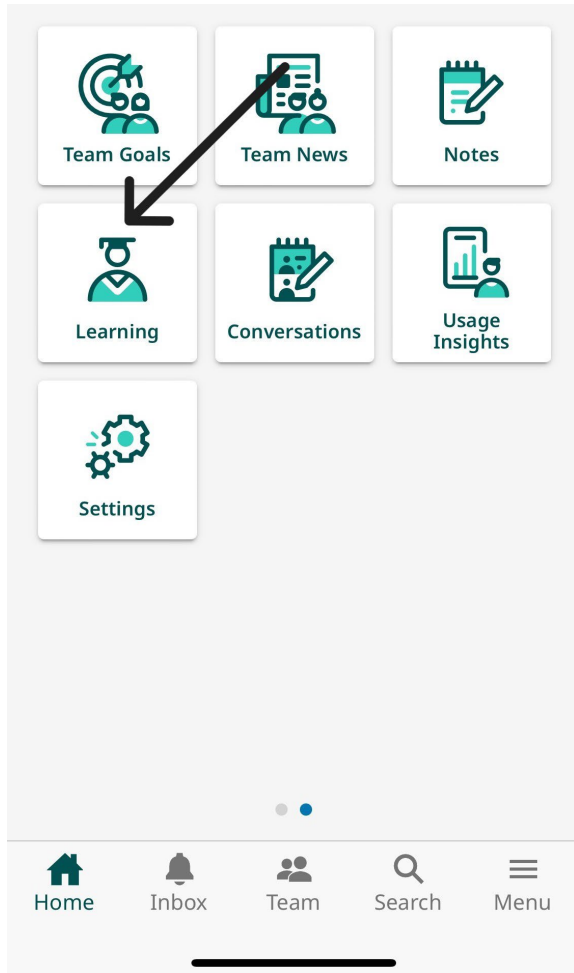 Team Goals
Team News
Notes
Learning
Conversations
Usage
Insights
Settings
Home
Inbox
Team
Search
Menu